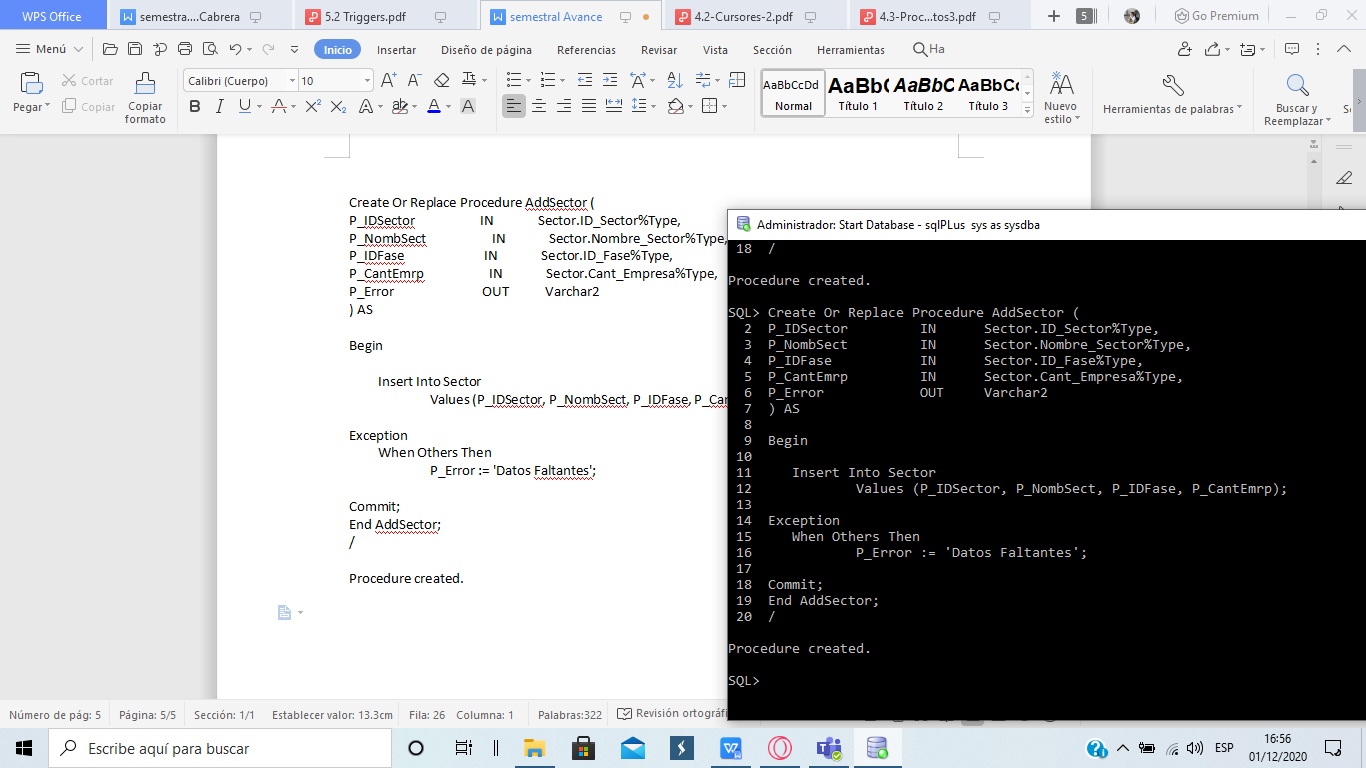 WPS Office
semestra....Cabrera
5.2 Triggers.pdf
semestral Avance
4.2-Cursores-2.pdf
4.3-Proc...tos3.pdf
5
Go Premium
Menú
Inicio
Insertar
Diseño de página
Referencias
Revisar
Vista
Sección
Herramientas
Ha
Pegar
Cortar
Copiar
Copiar
formato
Calibri (Cuerpo)
10
AaBbCcDd
Normal
AaBbC
Título 1
AaBbC
Título 2
AaBbCc
Título 3
Nuevo
estilo
Herramientas de palabras
Buscar y
Reemplazar
Create Or Replace Procedure AddSector (
P_IDSector IN Sector.ID_Sector%Type,
P_NombSect IN Sector.Nombre_Sector%Type,
P_IDFase IN Sector.ID_Fase%Type,
P_CantEmrp IN Sector.Cant_Empresa%Type,
P_Error OUT Varchar2
) AS
Begin
Insert Into Sector
Values (P_IDSector, P_NombSect, P_IDFase, P_Can
Exception
When Others Then
P_Error := 'Datos Faltantes';
Commit;
End AddSector;
/
Procedure created.
Administrador: Start Database - sqlPLus sys as sysdba
18 /
Procedure created.
SQL> Create Or Replace Procedure AddSector (
2 P_IDSector IN Sector.ID_Sector%Type,
3 P_NombSect IN Sector.Nombre_Sector%Type,
4 P_IDFase IN Sector.ID_Fase%Type,
5 P_CantEmrp IN Sector.Cant_Empresa%Type,
6 P_Error OUT Varchar2
7 ) AS
8
9 Begin
10
11 Insert Into Sector
12 Values (P_IDSector, P_NombSect, P_IDFase, P_CantEmrp);
13
14 Exception
15 When Others Then
16 P_Error := 'Datos Faltantes';
17
18 Commit;
19 End AddSector;
20 /
Procedure created.
SQL>
Número de pág: 5
Página: 5/5
Sección: 1/1
Establecer valor: 13.3cm
Fila: 26
Columna: 1
Palabras:322
Revisión ortográfi
Escribe aquí para buscar
ESP
16:56
01/12/2020